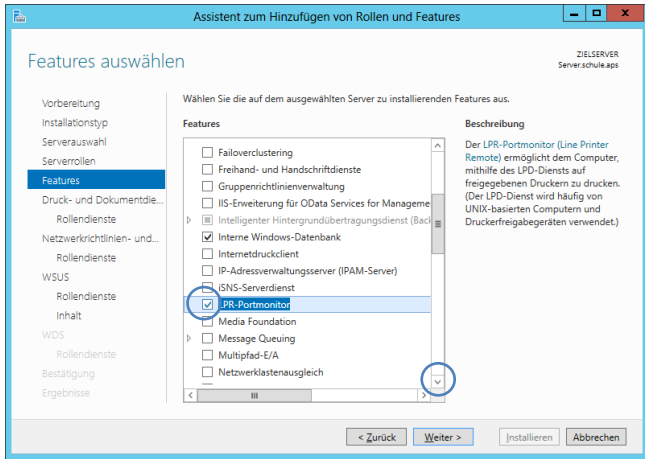 Assistent zum Hinzufügen von Rollen und Features
Features auswählen
ZIELSERVER
Server.schule.aps
Vorbereitung
Installationstyp
Serverauswahl
Serverrollen
Features
Druck- und Dokumentdie...
Rollendienste
Netzwerkrichtlinien- und...
Rollendienste
WSUS
Rollendienste
Inhalt
WDS
Rollendienste
Bestätigung
Ergebnisse
Wählen Sie die auf dem ausgewählten Server zu installierenden Features aus.
Features
Failoverclustering
Freihand- und Handschriftdienste
Gruppenrichtlinienverwaltung
IIS-Erweiterung für OData Services for Manageme
Intelligenter Hintergrundübertragungsdienst (Back
Interne Windows-Datenbank
Internetdruckclient
IP-Adressverwaltungsserver (IPAM-Server)
iSNS-Serverdienst
LPR-Portmonitor
Media Foundation
Message Queuing
Multipfad-E/A
Netzwerklastenausgleich
Beschreibung
Der LPR-Portmonitor (Line Printer
Remote) ermöglicht dem Computer,
mithilfe des LPD-Diensts auf
freigegebenen Druckern zu drucken.
(Der LPD-Dienst wird häufig von
UNIX-basierten Computern und
Druckerfreigabegeräten verwendet.)
< Zurück
Weiter >
Installieren
Abbrechen